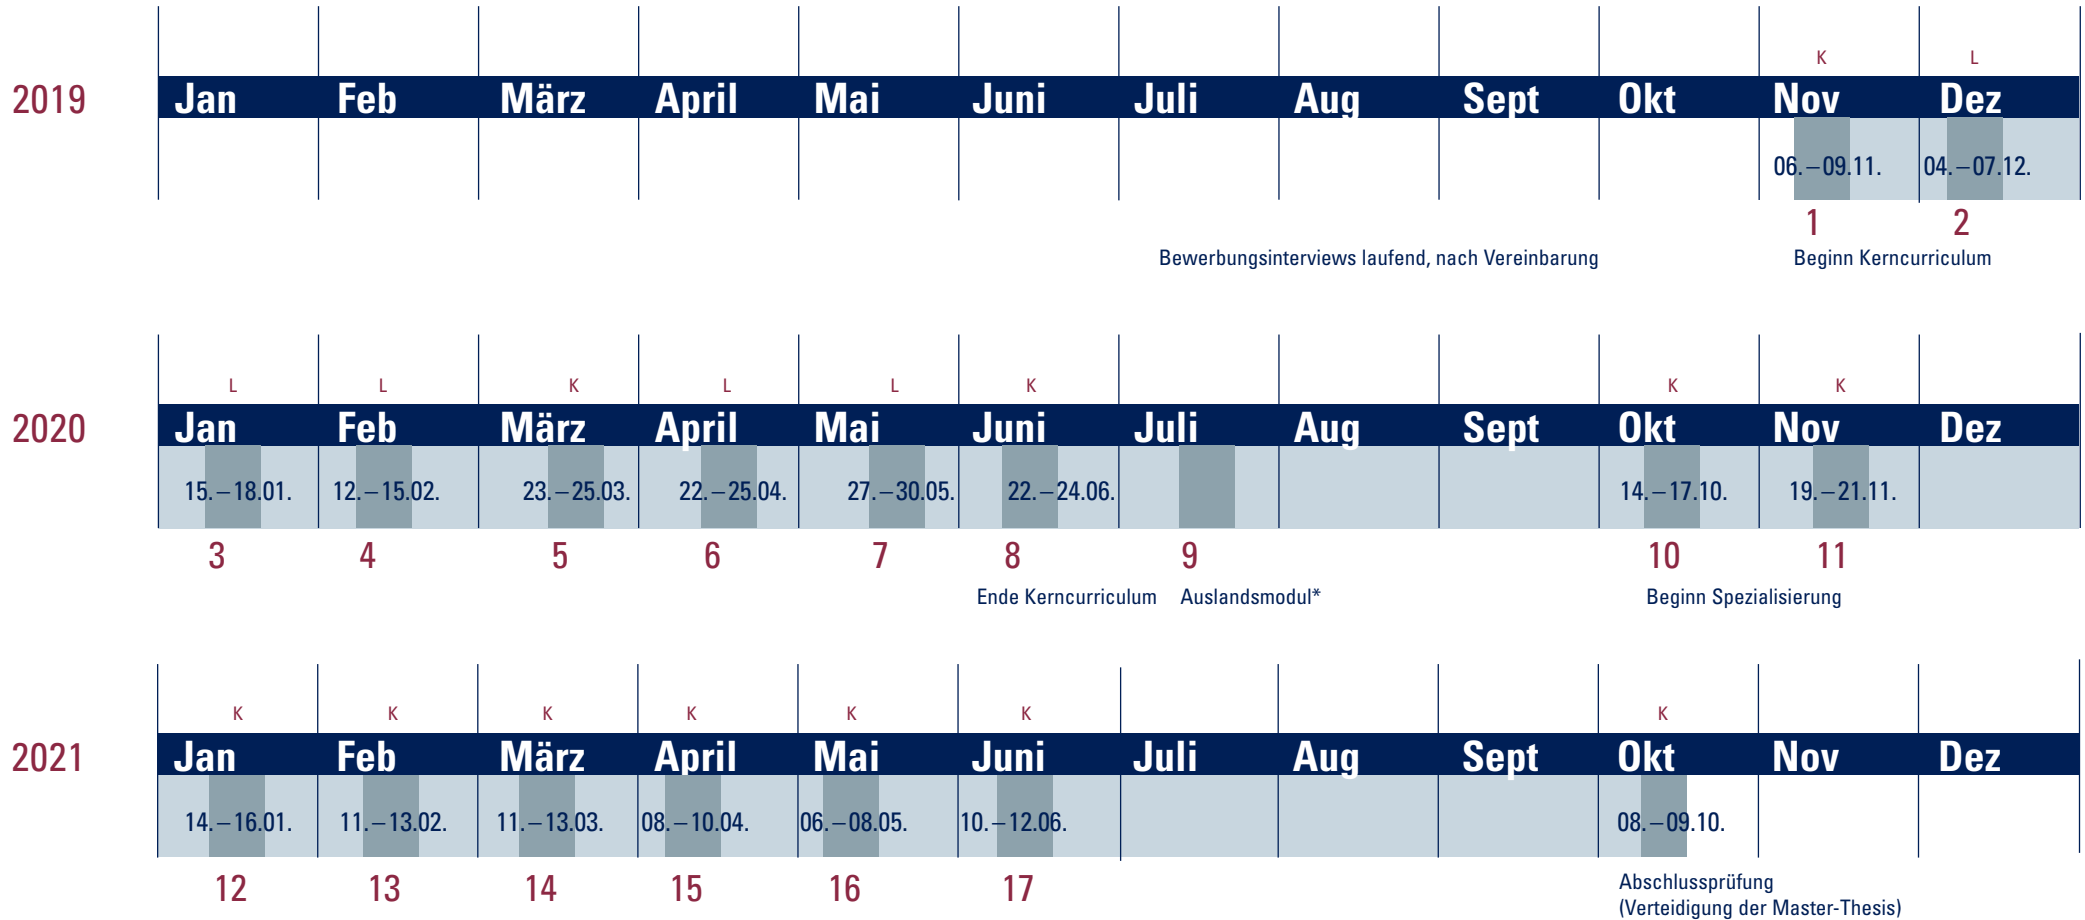 K L
2019 Jan Feb März April Mai Juni Juli Aug Sept Okt Nov Dez
06.–09.11. 04.–07.12.
1 2
Bewerbungsinterviews laufend, nach Vereinbarung Beginn Kerncurriculum
L L K L L K K K
2020 Jan Feb März April Mai Juni Juli Aug Sept Okt Nov Dez
15.–18.01. 12.–15.02. 23.–25.03. 22.–25.04. 27.–30.05. 22.–24.06. 14.–17.10. 19.–21.11.
3 4 5 6 7 8 9 10 11
Ende Kerncurriculum Auslandsmodul* Beginn Spezialisierung
K K K K K K K
2021 Jan Feb März April Mai Juni Juli Aug Sept Okt Nov Dez
14.–16.01. 11.–13.02. 11.–13.03. 08.–10.04. 06.–08.05. 10.–12.06. 08.–09.10.
12 13 14 15 16 17
Abschlussprüfung
(Verteidigung der Master-Thesis)